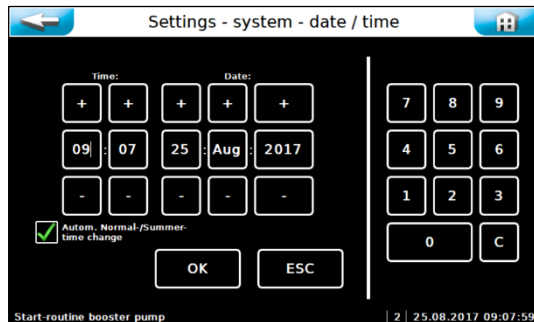 Settings - system - date / time
Time: Date:
+ + + + +
09 : 07 25 : Aug : 2017
- - - - -
Autom. Normal-/Summer-
time change
OK ESC
7 8 9
4 5 6
1 2 3
0 C
Start-routine booster pump | 2 | 25.08.2017 09:07:59